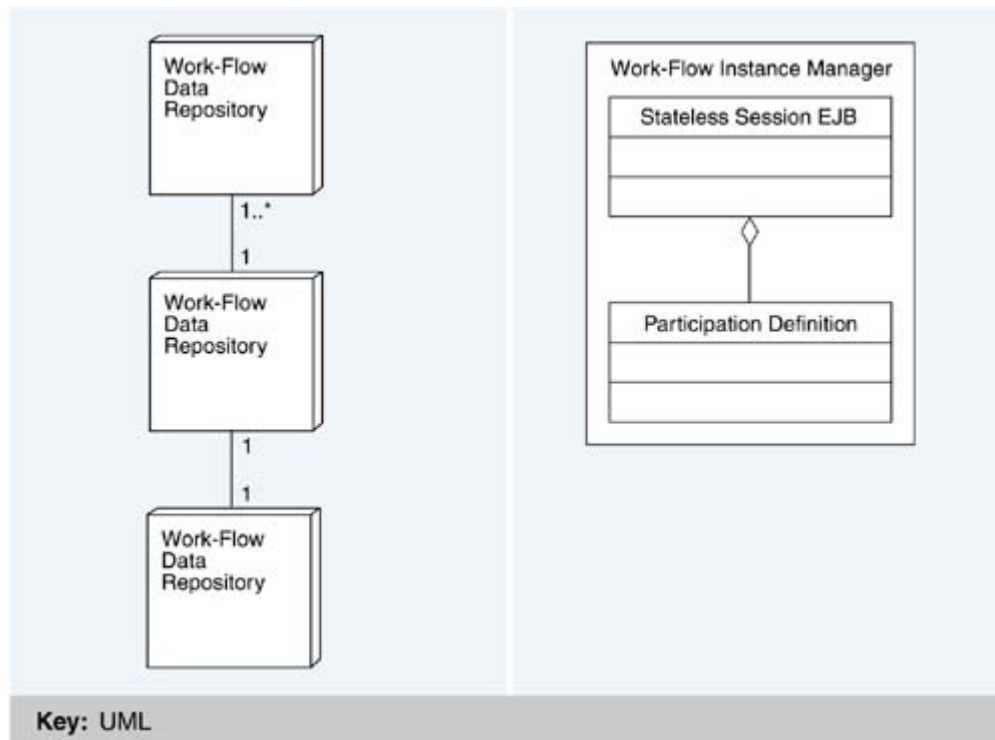 Work-Flow
Data
Repository
1..*
1
Work-Flow
Data
Repository
1
1
Work-Flow
Data
Repository
Work-Flow Instance Manager
Stateless Session EJB
Participation Definition
Key: UML